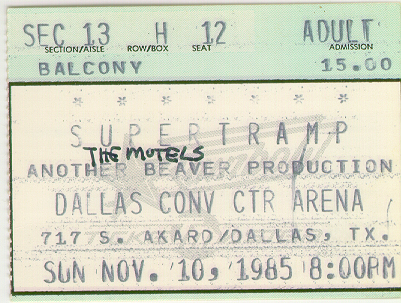 SEC 13 H 12 ADULT
SECTION/AISLE ROW/BOX SEAT ADMISSION
BALCONY 15.00
* * * * * * * *
SUPERTRAMP
THE MOTELS
ANOTHER BEAVER PRODUCTION
DALLAS CONV CTR ARENA
717 S. AKARD/DALLAS, TX.
SUN NOV. 10, 1985 8:00PM